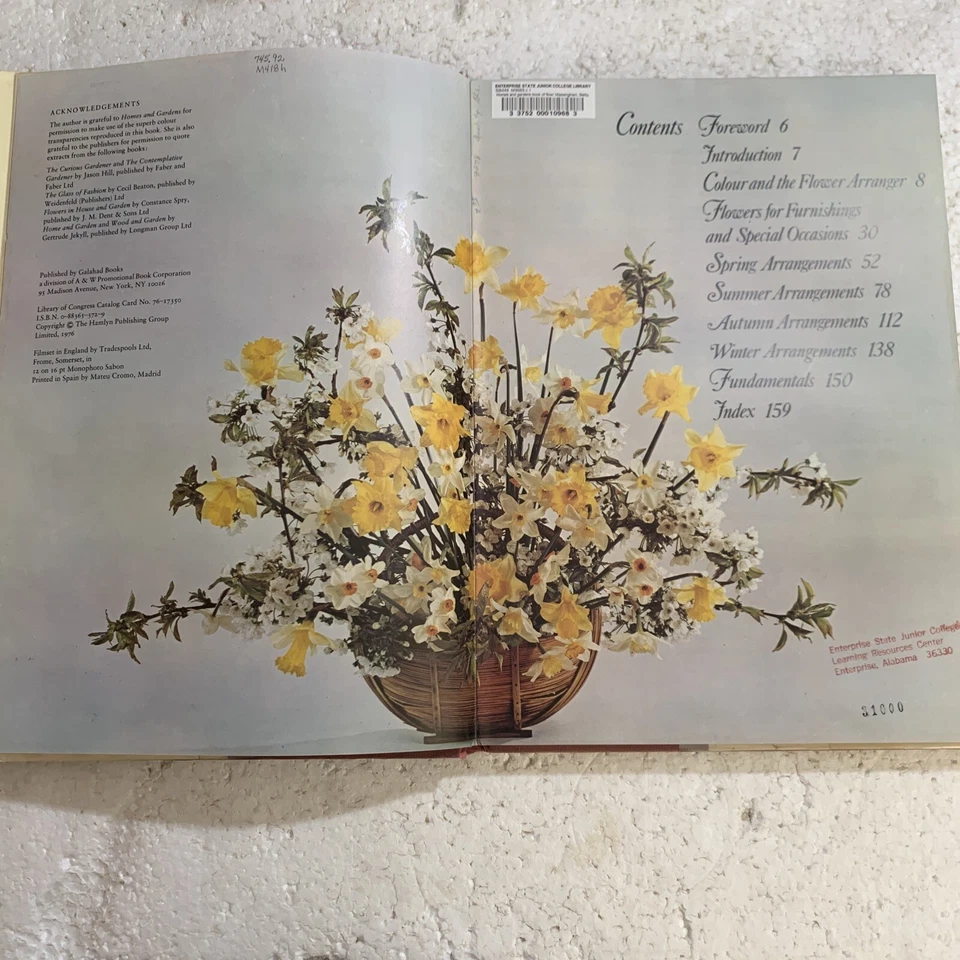 745.92
M418h
ACKNOWLEDGEMENTS
The author is grateful to Homes and Gardens for
permission to make use of the superb colour
transparencies reproduced in this book. She is also
grateful to the publishers for permission to quote
extracts from the following books:
The Curious Gardener and The Contemplative
Gardener by Jason Hill, published by Faber and
Faber Ltd
The Glass of Fashion by Cecil Beaton, published by
Weidenfeld (Publishers) Ltd
Flowers in House and Garden by Constance Spry,
published by J. M. Dent & Sons Ltd
Home and Garden and Wood and Garden by
Gertrude Jekyll, published by Longman Group Ltd
Published by Galahad Books
a division of A & W Promotional Book Corporation
95 Madison Avenue, New York, NY 10016
Library of Congress Catalog Card No. 76-17350
I.S.B.N. 0-88365-372-9
Copyright © The Hamlyn Publishing Group
Limited, 1976
Filmset in England by Tradespools Ltd,
Frome, Somerset, in
12 on 16 pt Monophoto Sabon
Printed in Spain by Mateu Cromo, Madrid
ENTERPRISE STATE JUNIOR COLLEGE LIBRARY
3 3752 00010988 3
Contents
Foreword 6
Introduction 7
Colour and the Flower Arranger 8
Flowers for Furnishings
and Special Occasions 30
Spring Arrangements 52
Summer Arrangements 78
Autumn Arrangements 112
Winter Arrangements 138
Fundamentals 150
Index 159
Enterprise State Junior College
Learning Resources Center
Enterprise, Alabama 36330
31000